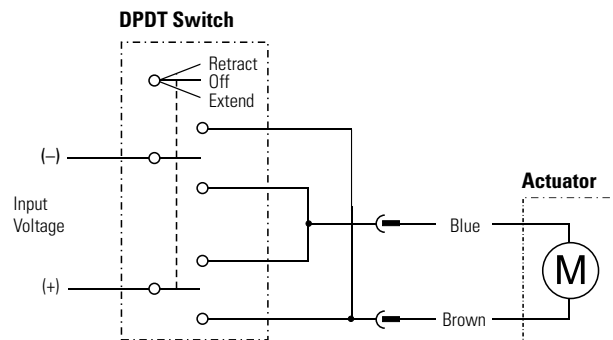 DPDT Switch
Retract
Off
Extend
(–)
Input
Voltage
(+)
Actuator
Blue
M
Brown